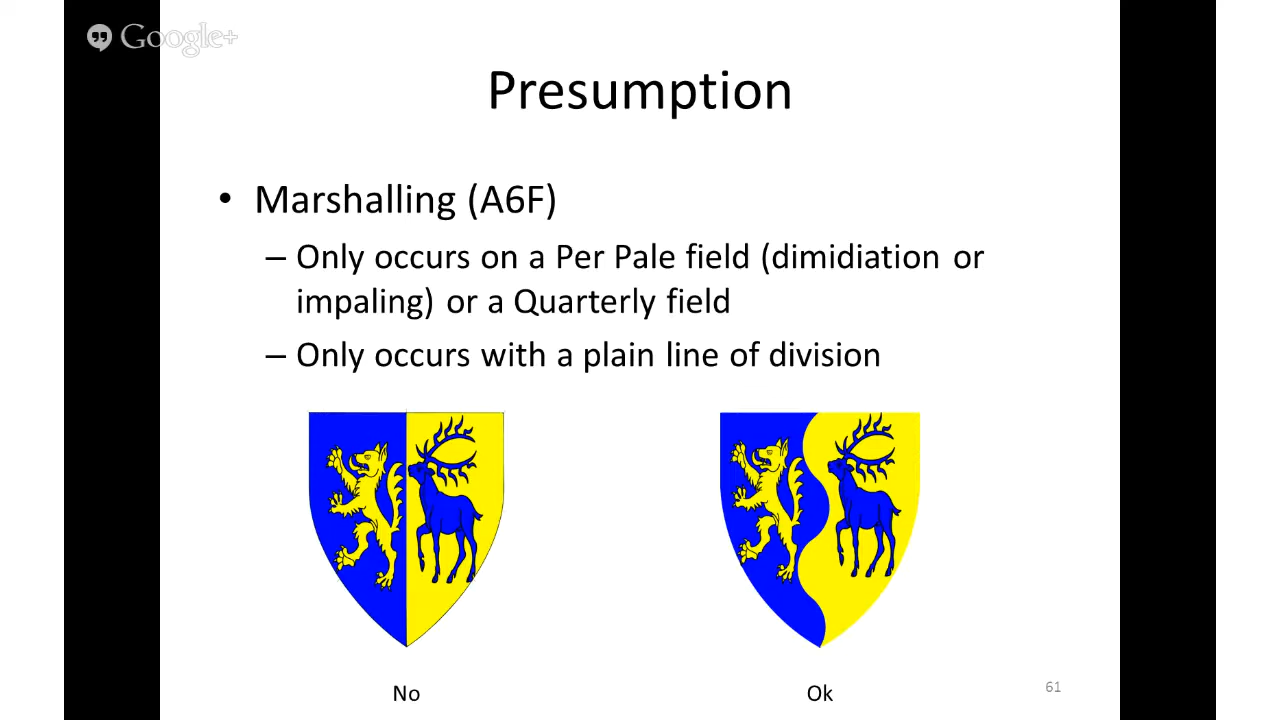 Google+
Presumption
• Marshalling (A6F)
– Only occurs on a Per Pale field (dimidiation or
impaling) or a Quarterly field
– Only occurs with a plain line of division
No
Ok
61